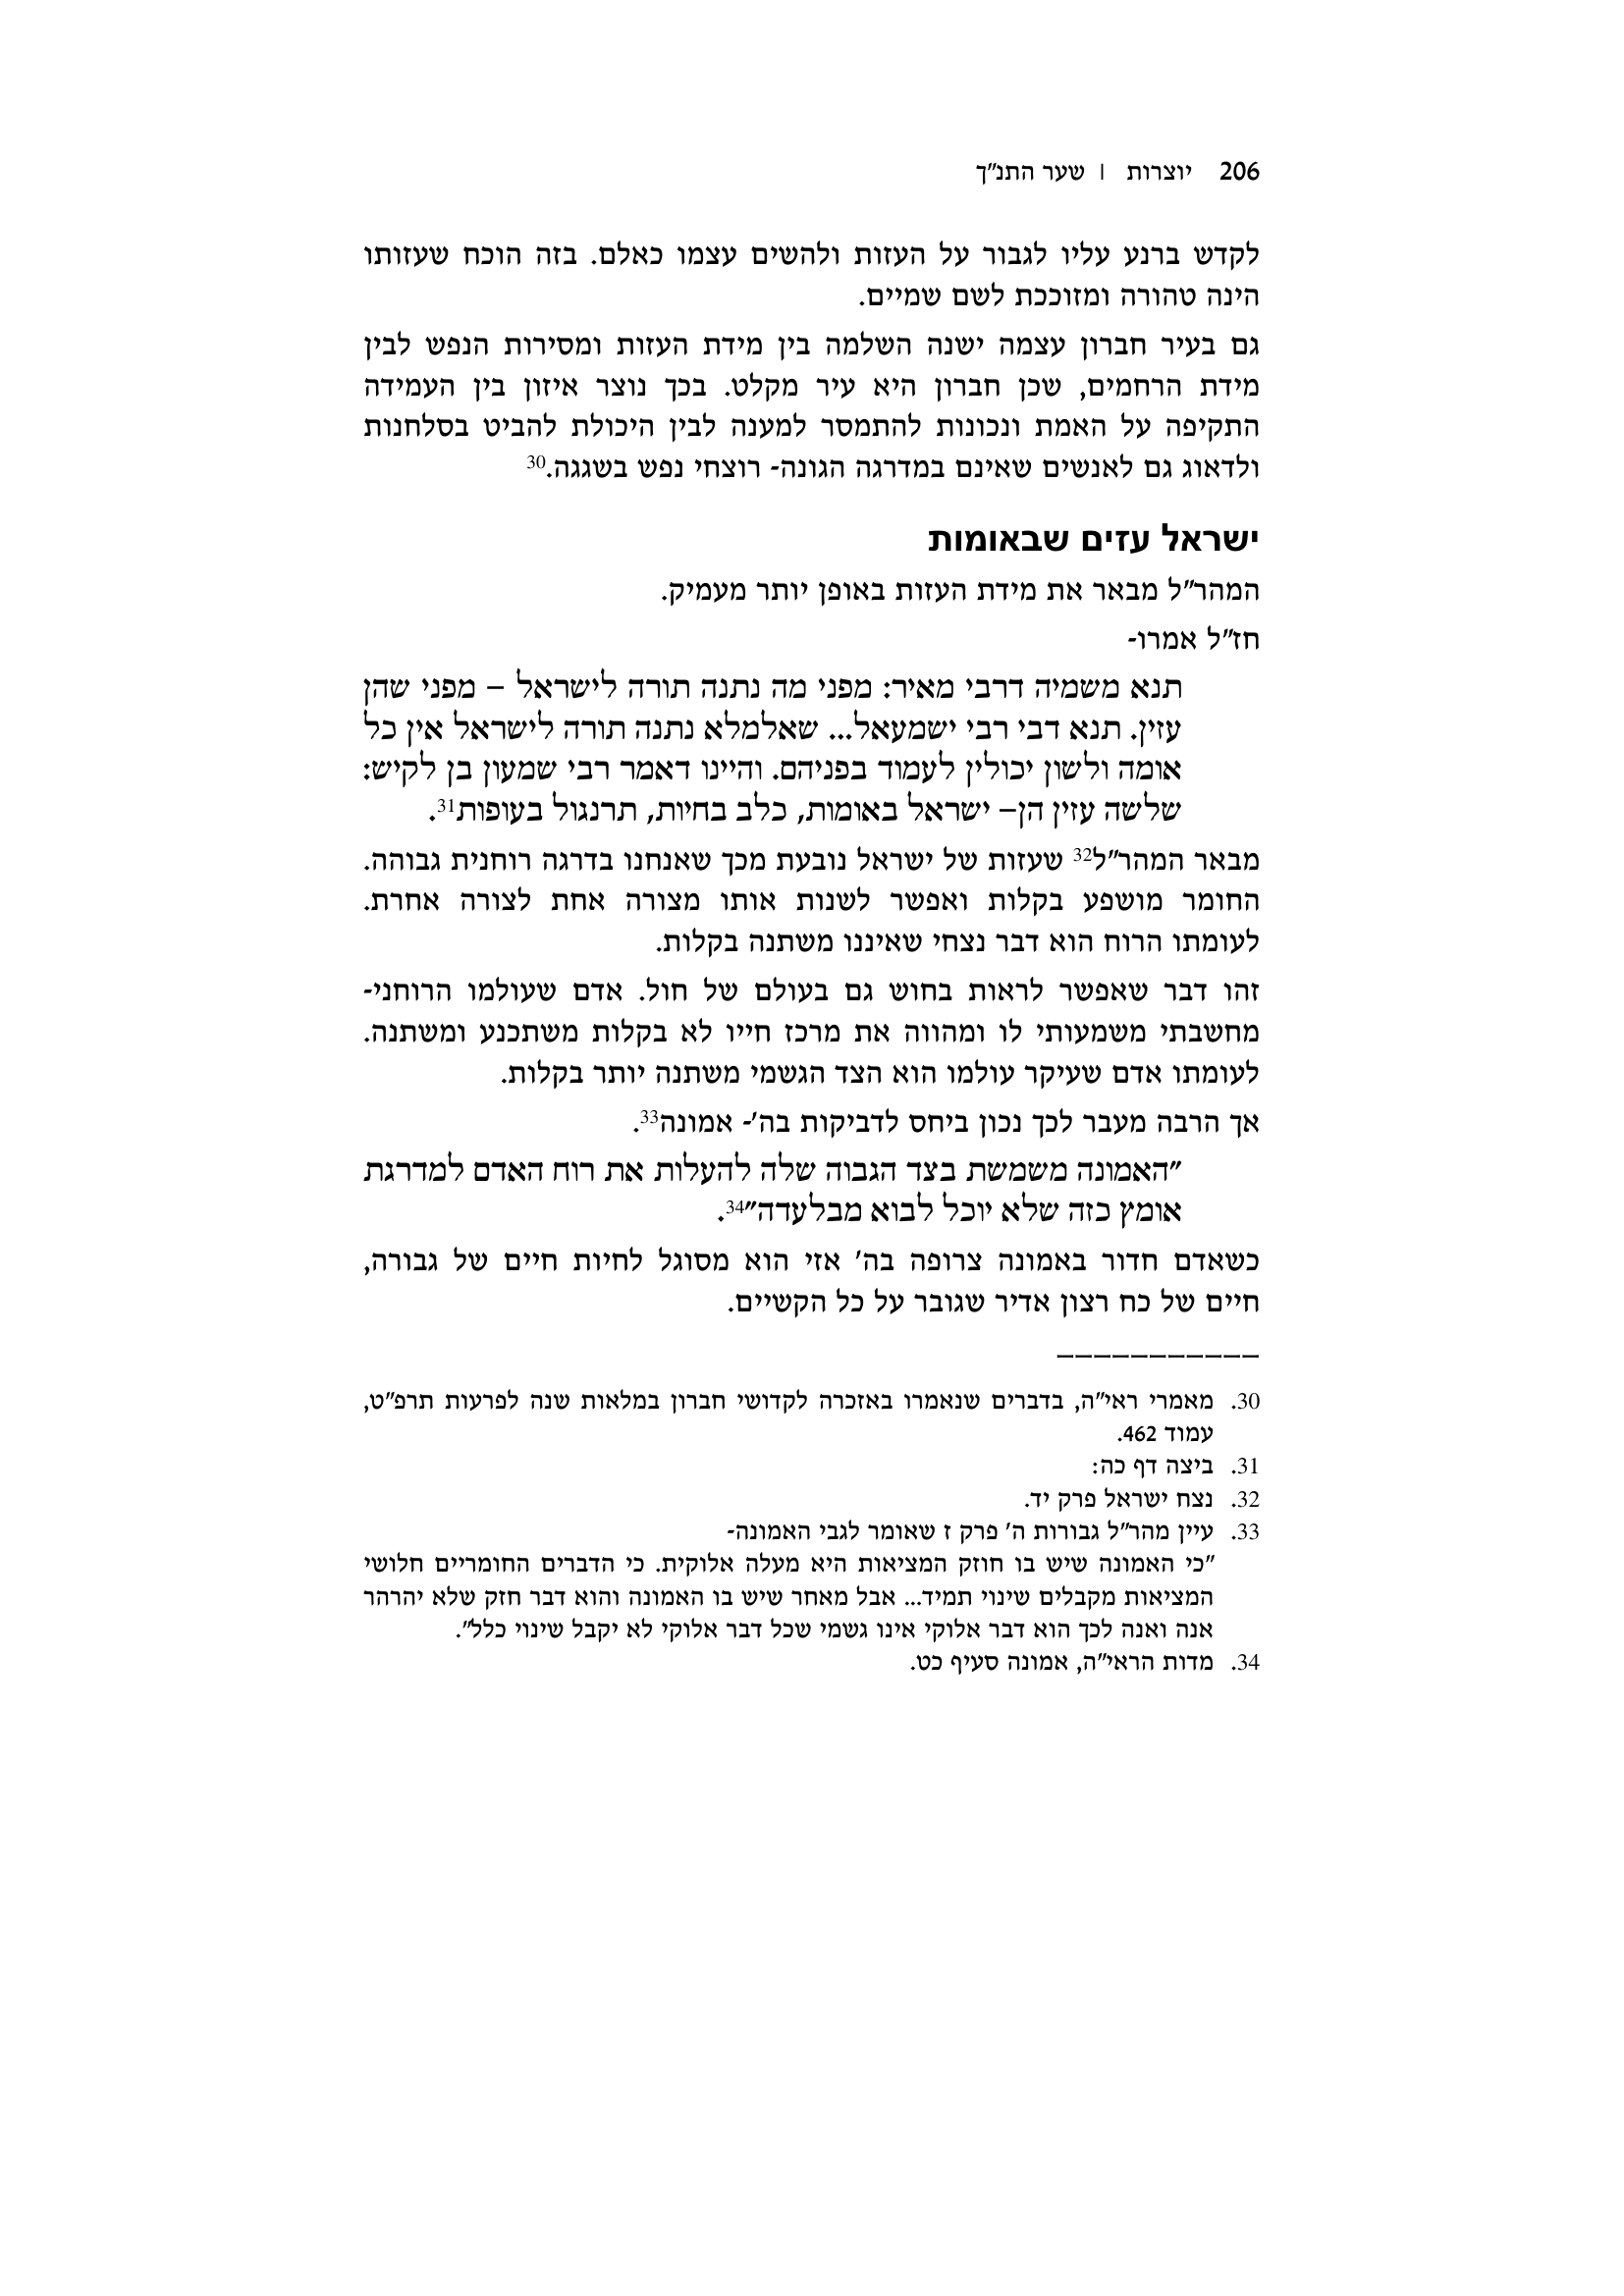 206 יוצרות | שער התנ"ך
לקדש ברנע עליו לגבור על העזות ולהשים עצמו כאלם. בזה הוכח שעזותו
הינה טהורה ומזוככת לשם שמיים.
גם בעיר חברון עצמה ישנה השלמה בין מידת העזות ומסירות הנפש לבין
מידת הרחמים, שכן חברון היא עיר מקלט. בכך נוצר איזון בין העמידה
התקיפה על האמת ונכונות להתמסר למענה לבין היכולת להביט בסלחנות
ולדאוג גם לאנשים שאינם במדרגה הגונה- רוצחי נפש בשגגה.30
ישראל עזים שבאומות
המהר"ל מבאר את מידת העזות באופן יותר מעמיק.
חז"ל אמרו-
תנא משמיה דרבי מאיר: מפני מה נתנה תורה לישראל – מפני שהן
עזין. תנא דבי רבי ישמעאל... שאלמלא נתנה תורה לישראל אין כל
אומה ולשון יכולין לעמוד בפניהם. והיינו דאמר רבי שמעון בן לקיש:
שלשה עזין הן– ישראל באומות, כלב בחיות, תרנגול בעופות31.
מבאר המהר"ל32 שעזות של ישראל נובעת מכך שאנחנו בדרגה רוחנית גבוהה.
החומר מושפע בקלות ואפשר לשנות אותו מצורה אחת לצורה אחרת.
לעומתו הרוח הוא דבר נצחי שאיננו משתנה בקלות.
זהו דבר שאפשר לראות בחוש גם בעולם של חול. אדם שעולמו הרוחני-
מחשבתי משמעותי לו ומהווה את מרכז חייו לא בקלות משתכנע ומשתנה.
לעומתו אדם שעיקר עולמו הוא הצד הגשמי משתנה יותר בקלות.
אך הרבה מעבר לכך נכון ביחס לדביקות בה'- אמונה33.
"האמונה משמשת בצד הגבוה שלה להעלות את רוח האדם למדרגת
אומץ כזה שלא יוכל לבוא מבלעדה"34.
כשאדם חדור באמונה צרופה בה' אזי הוא מסוגל לחיות חיים של גבורה,
חיים של כח רצון אדיר שגובר על כל הקשיים.
30. מאמרי ראי"ה, בדברים שנאמרו באזכרה לקדושי חברון במלאות שנה לפרעות תרפ"ט,
עמוד 462.
31. ביצה דף כה:
32. נצח ישראל פרק יד.
33. עיין מהר"ל גבורות ה' פרק ז שאומר לגבי האמונה-
"כי האמונה שיש בו חוזק המציאות היא מעלה אלוקית. כי הדברים החומריים חלושי
המציאות מקבלים שינוי תמיד... אבל מאחר שיש בו האמונה והוא דבר חזק שלא יהרהר
אנה ואנה לכך הוא דבר אלוקי אינו גשמי שכל דבר אלוקי לא יקבל שינוי כלל".
34. מדות הראי"ה, אמונה סעיף כט.